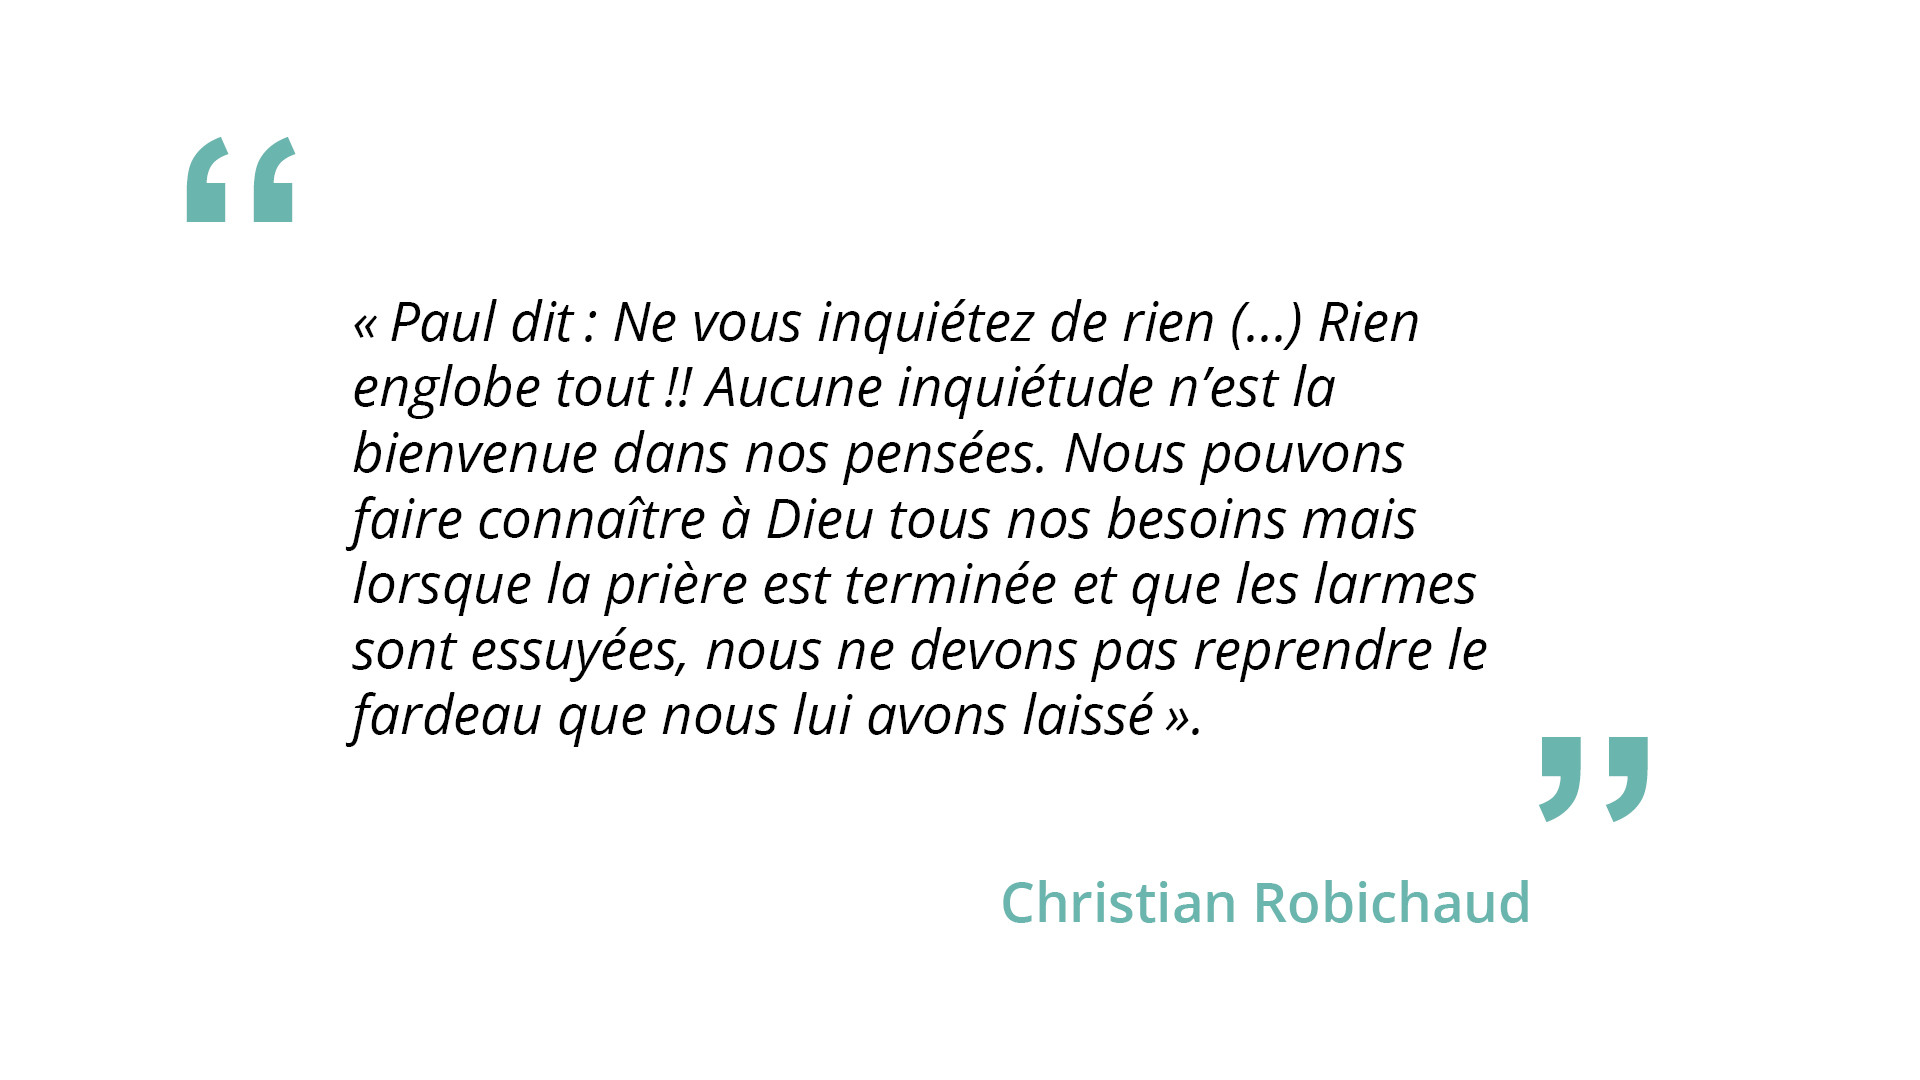 “
« Paul dit : Ne vous inquiétez de rien (…) Rien
englobe tout !! Aucune inquiétude n’est la
bienvenue dans nos pensées. Nous pouvons
faire connaître à Dieu tous nos besoins mais
lorsque la prière est terminée et que les larmes
sont essuyées, nous ne devons pas reprendre le
fardeau que nous lui avons laissé ».
”
Christian Robichaud